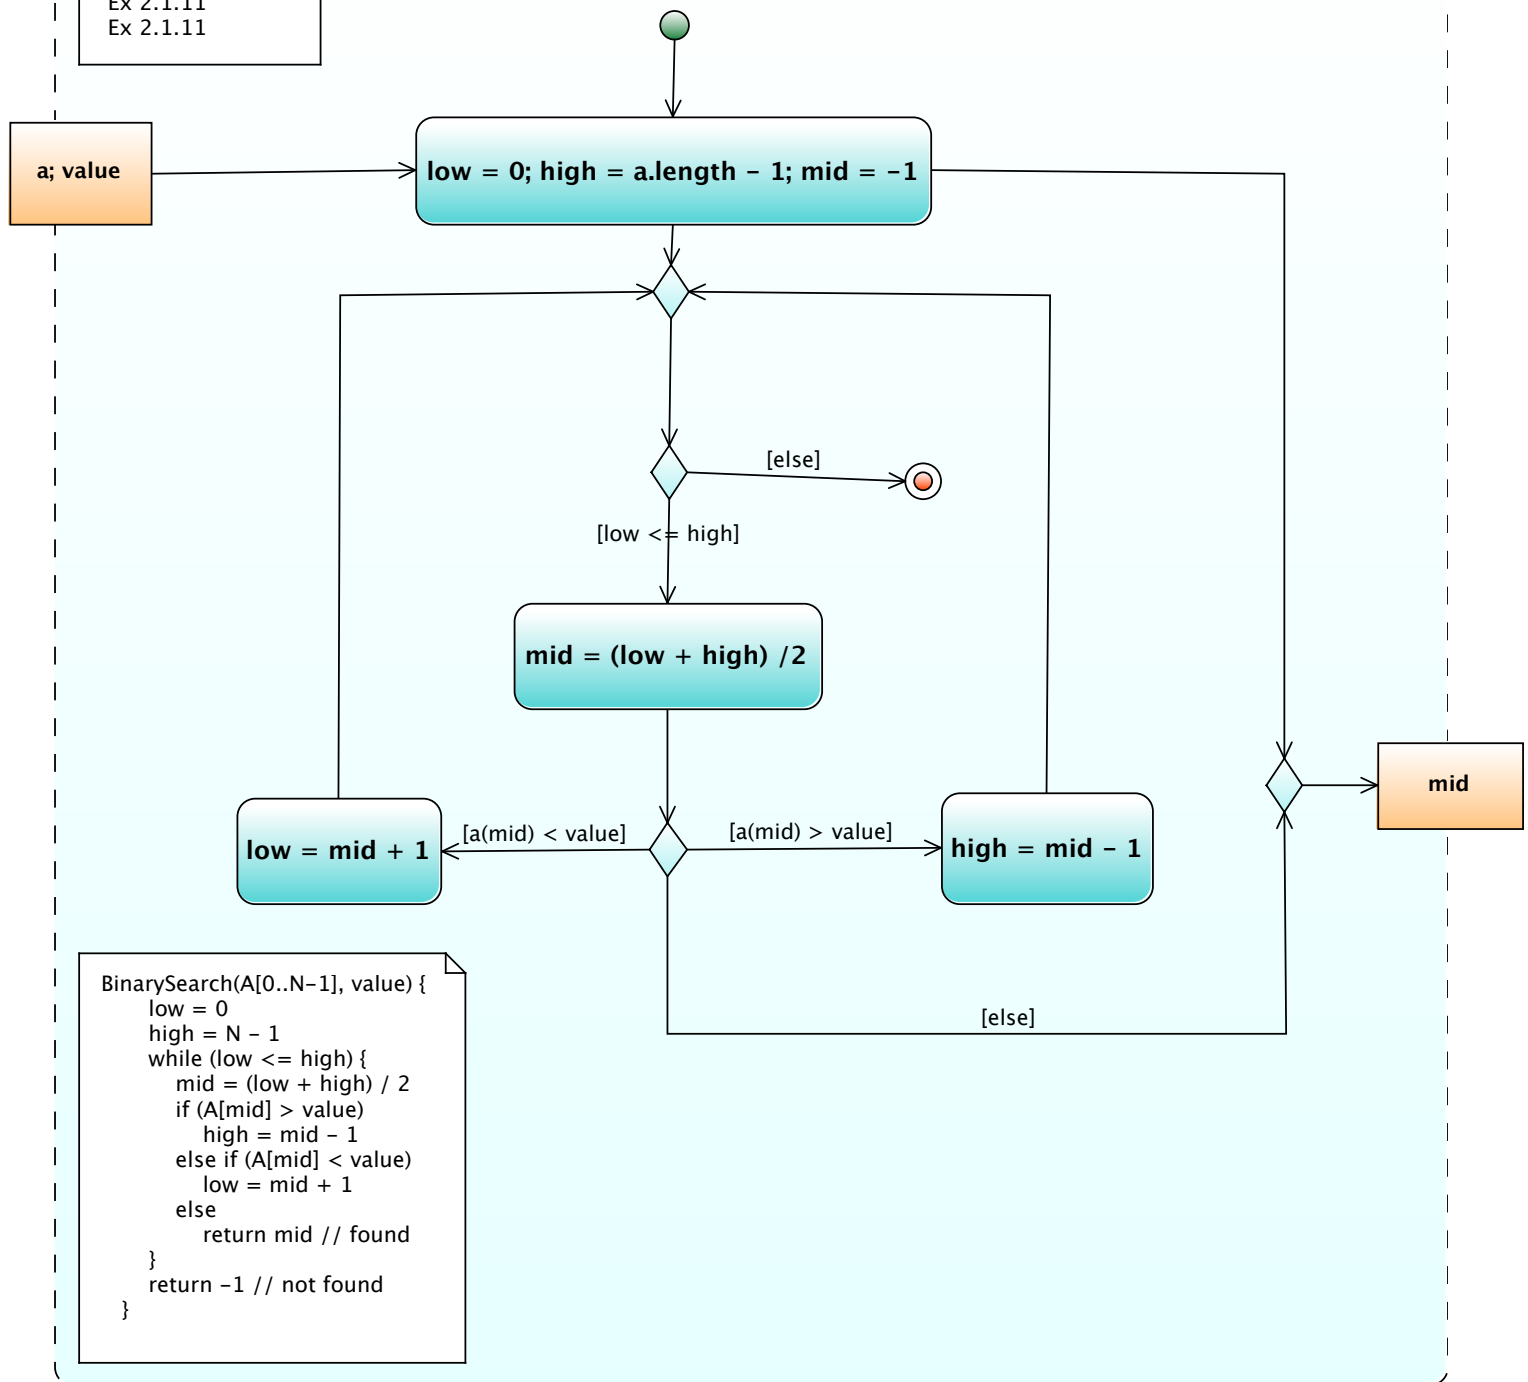 Ex 2.1.11
Ex 2.1.11
a; value
low = 0; high = a.length - 1; mid = -1
[else]
[low <= high]
mid = (low + high) /2
mid
[a(mid) < value]
[a(mid) > value]
low = mid + 1
high = mid - 1
[else]
BinarySearch(A[0..N-1], value) {
low = 0
high = N - 1
while (low <= high) {
mid = (low + high) / 2
if (A[mid] > value)
high = mid - 1
else if (A[mid] < value)
low = mid + 1
else
return mid // found
}
return -1 // not found
}